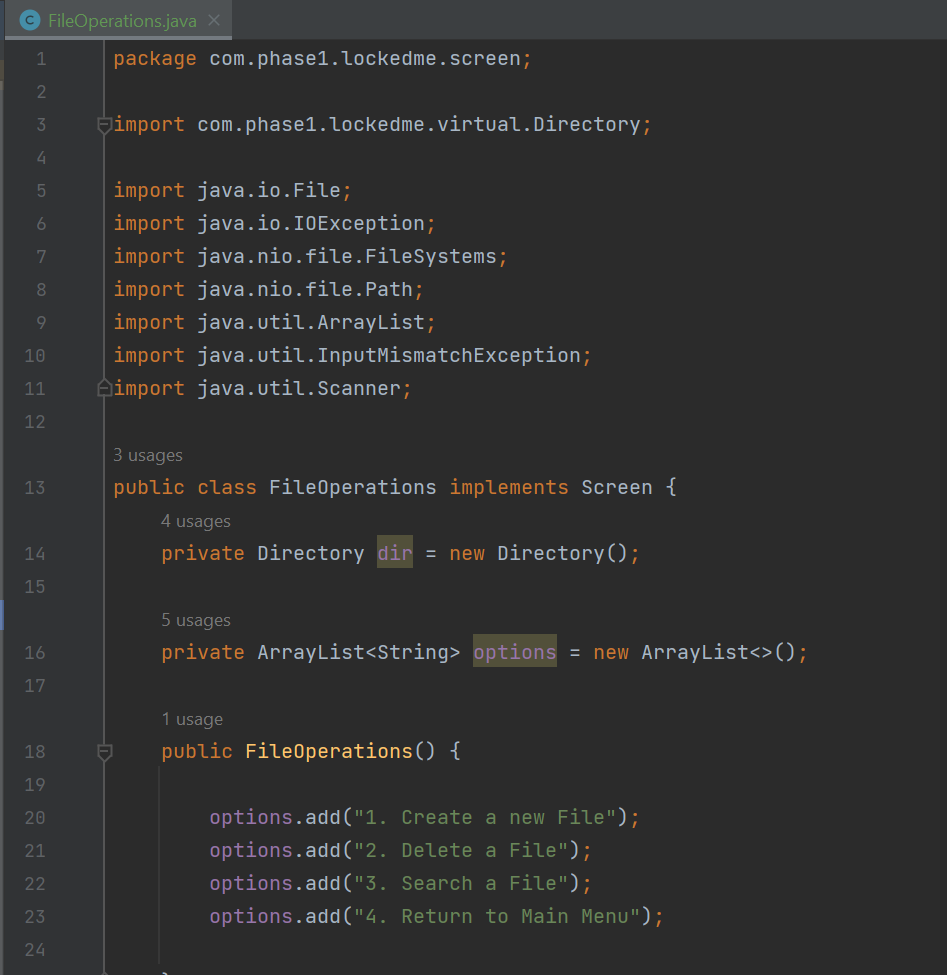 FileOperations.java
1 package com.phase1.lockedme.screen;
2
3 import com.phase1.lockedme.virtual.Directory;
4
5 import java.io.File;
6 import java.io.IOException;
7 import java.nio.file.FileSystems;
8 import java.nio.file.Path;
9 import java.util.ArrayList;
10 import java.util.InputMismatchException;
11 import java.util.Scanner;
12
3 usages
13 public class FileOperations implements Screen {
4 usages
14 private Directory dir = new Directory();
15
5 usages
16 private ArrayList<String> options = new ArrayList<>();
17
1 usage
18 public FileOperations() {
19
20 options.add("1. Create a new File");
21 options.add("2. Delete a File");
22 options.add("3. Search a File");
23 options.add("4. Return to Main Menu");
24